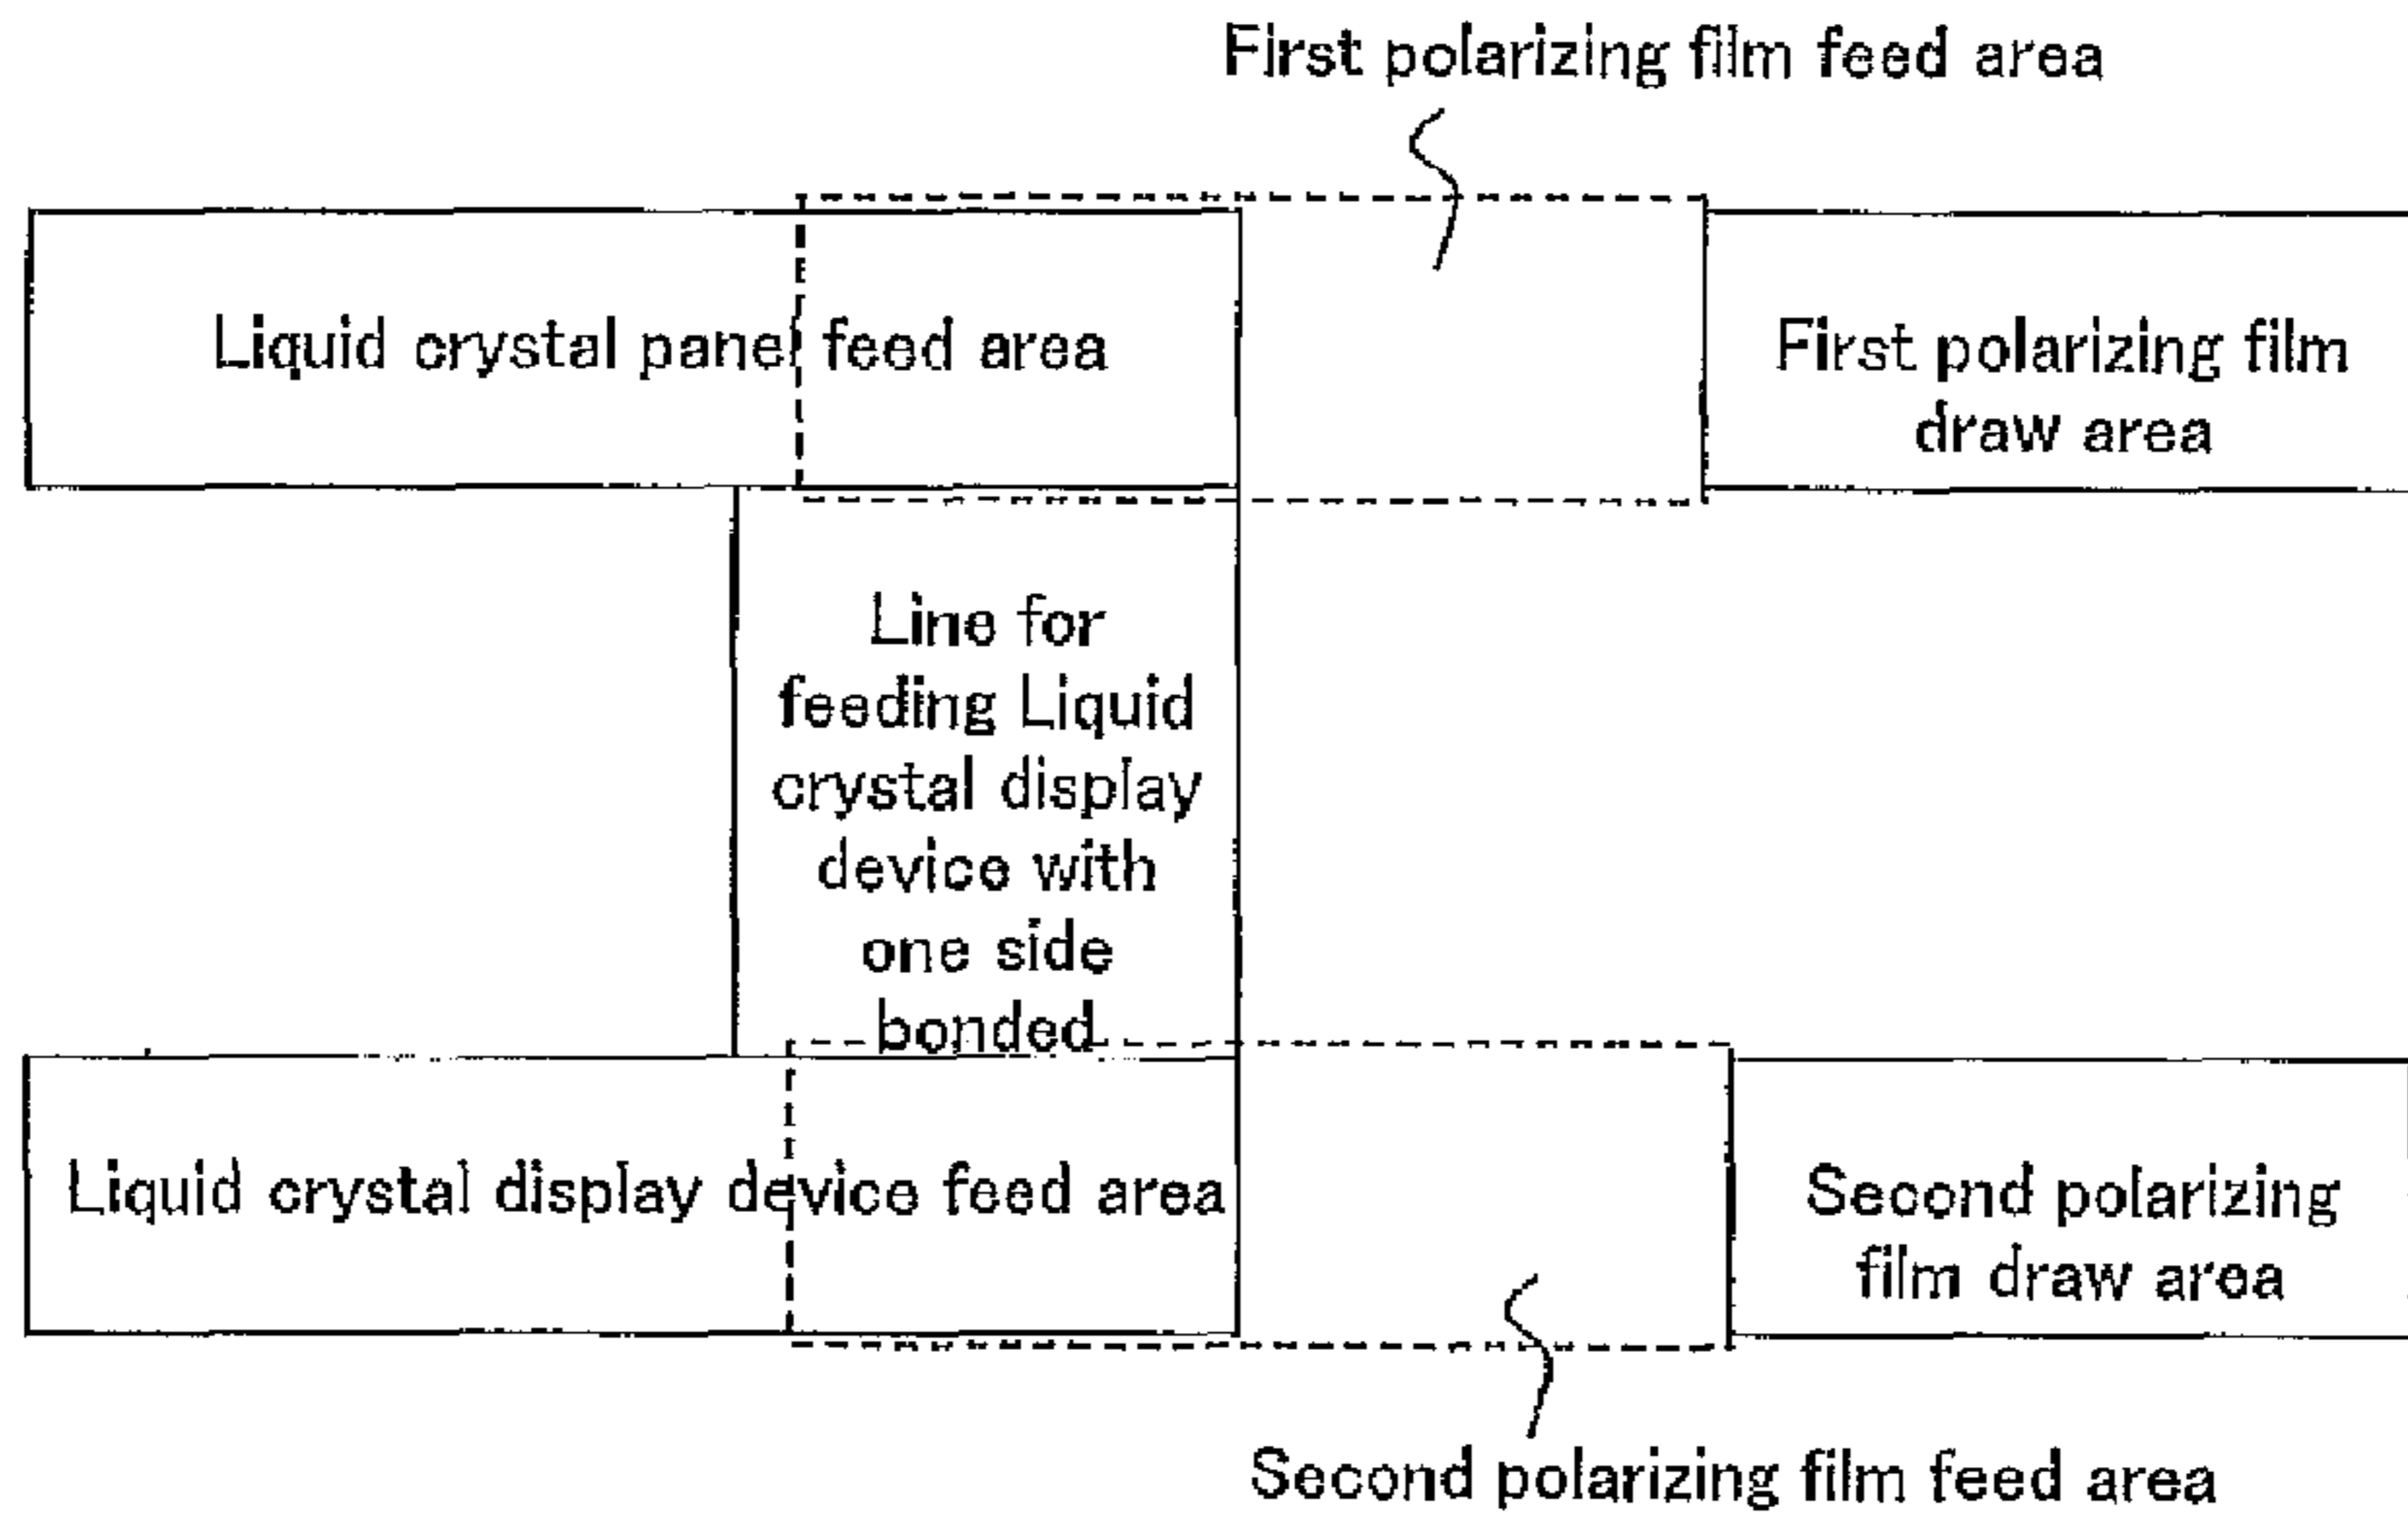 First polarizing film feed area
Liquid crystal panel feed area
First polarizing film
draw area
Line for
feeding Liquid
crystal display
device with
one side
bonded
Liquid crystal display device feed area
Second polarizing
film draw area
Second polarizing film feed area